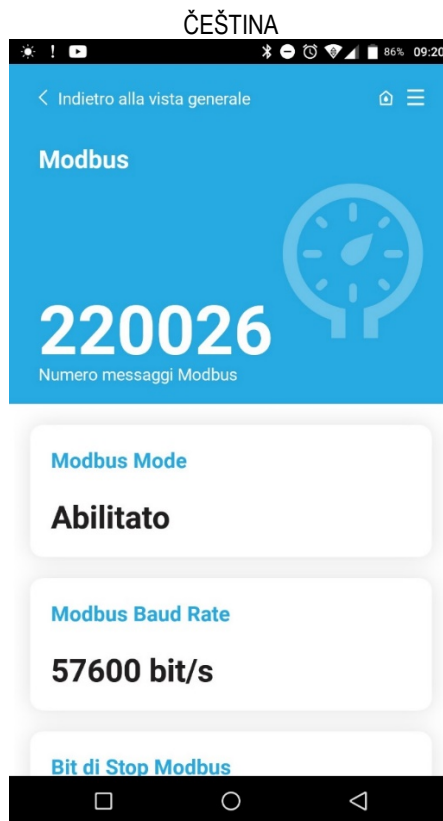 ČEŠTINA
86% 09:20
Indietro alla vista generale
Modbus
220026
Numero messaggi Modbus
Modbus Mode
Abilitato
Modbus Baud Rate
57600 bit/s
Bit di Stop Modbus